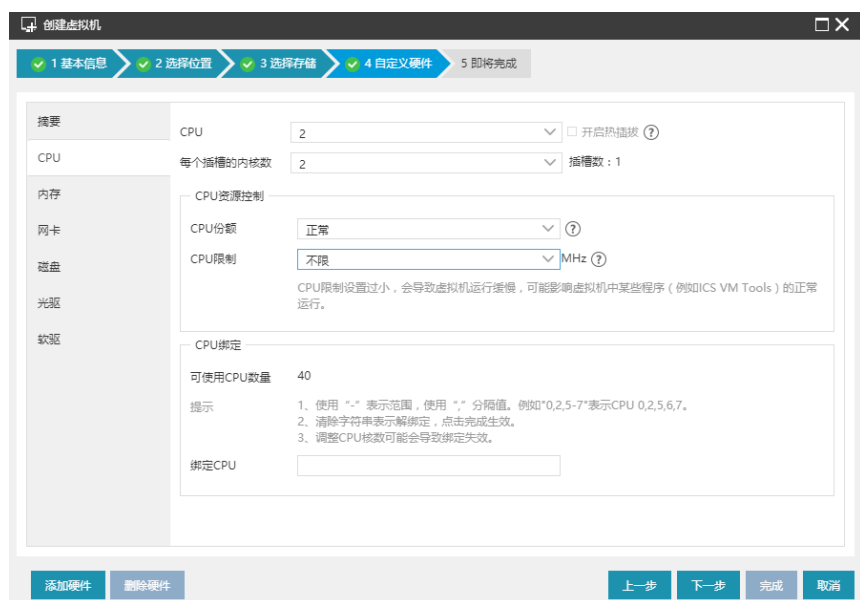 创建虚拟机
1 基本信息 2 选择位置 3 选择存储 4 自定义硬件 5 即将完成
摘要
CPU
内存
网卡
磁盘
光驱
软驱
CPU 2 开启热插拔 ?
每个插槽的内核数 2 插槽数：1
CPU资源控制
CPU份额 正常 ?
CPU限制 不限 MHz ?
CPU限制设置过小，会导致虚拟机运行缓慢，可能影响虚拟机中某些程序（例如ICS VM Tools）的正常
运行。
CPU绑定
可使用CPU数量 40
提示 1、使用“-”表示范围，使用“,”分隔值。例如"0,2,5-7"表示CPU 0,2,5,6,7。
2、清除字符串表示解绑定，点击完成生效。
3、调整CPU核数可能会导致绑定失效。
绑定CPU
添加硬件 删除硬件 上一步 下一步 完成 取消